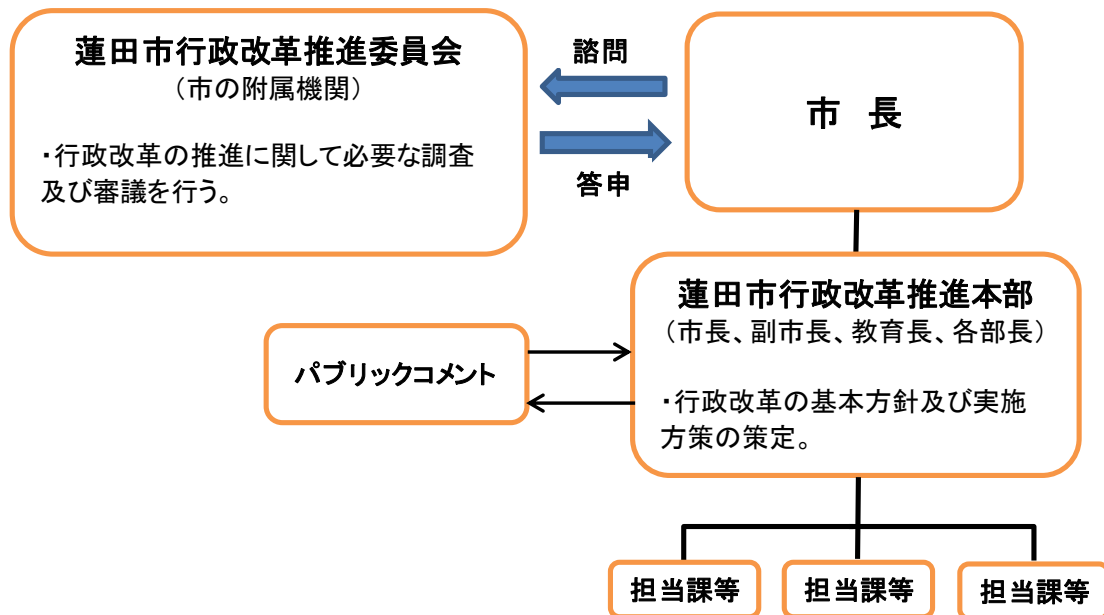 蓮田市行政改革推進委員会
（市の附属機関）
・行政改革の推進に関して必要な調査
及び審議を行う。
諮問
答申
市　長
蓮田市行政改革推進本部
（市長、副市長、教育長、各部長）
・行政改革の基本方針及び実施
方策の策定。
パブリックコメント
担当課等
担当課等
担当課等